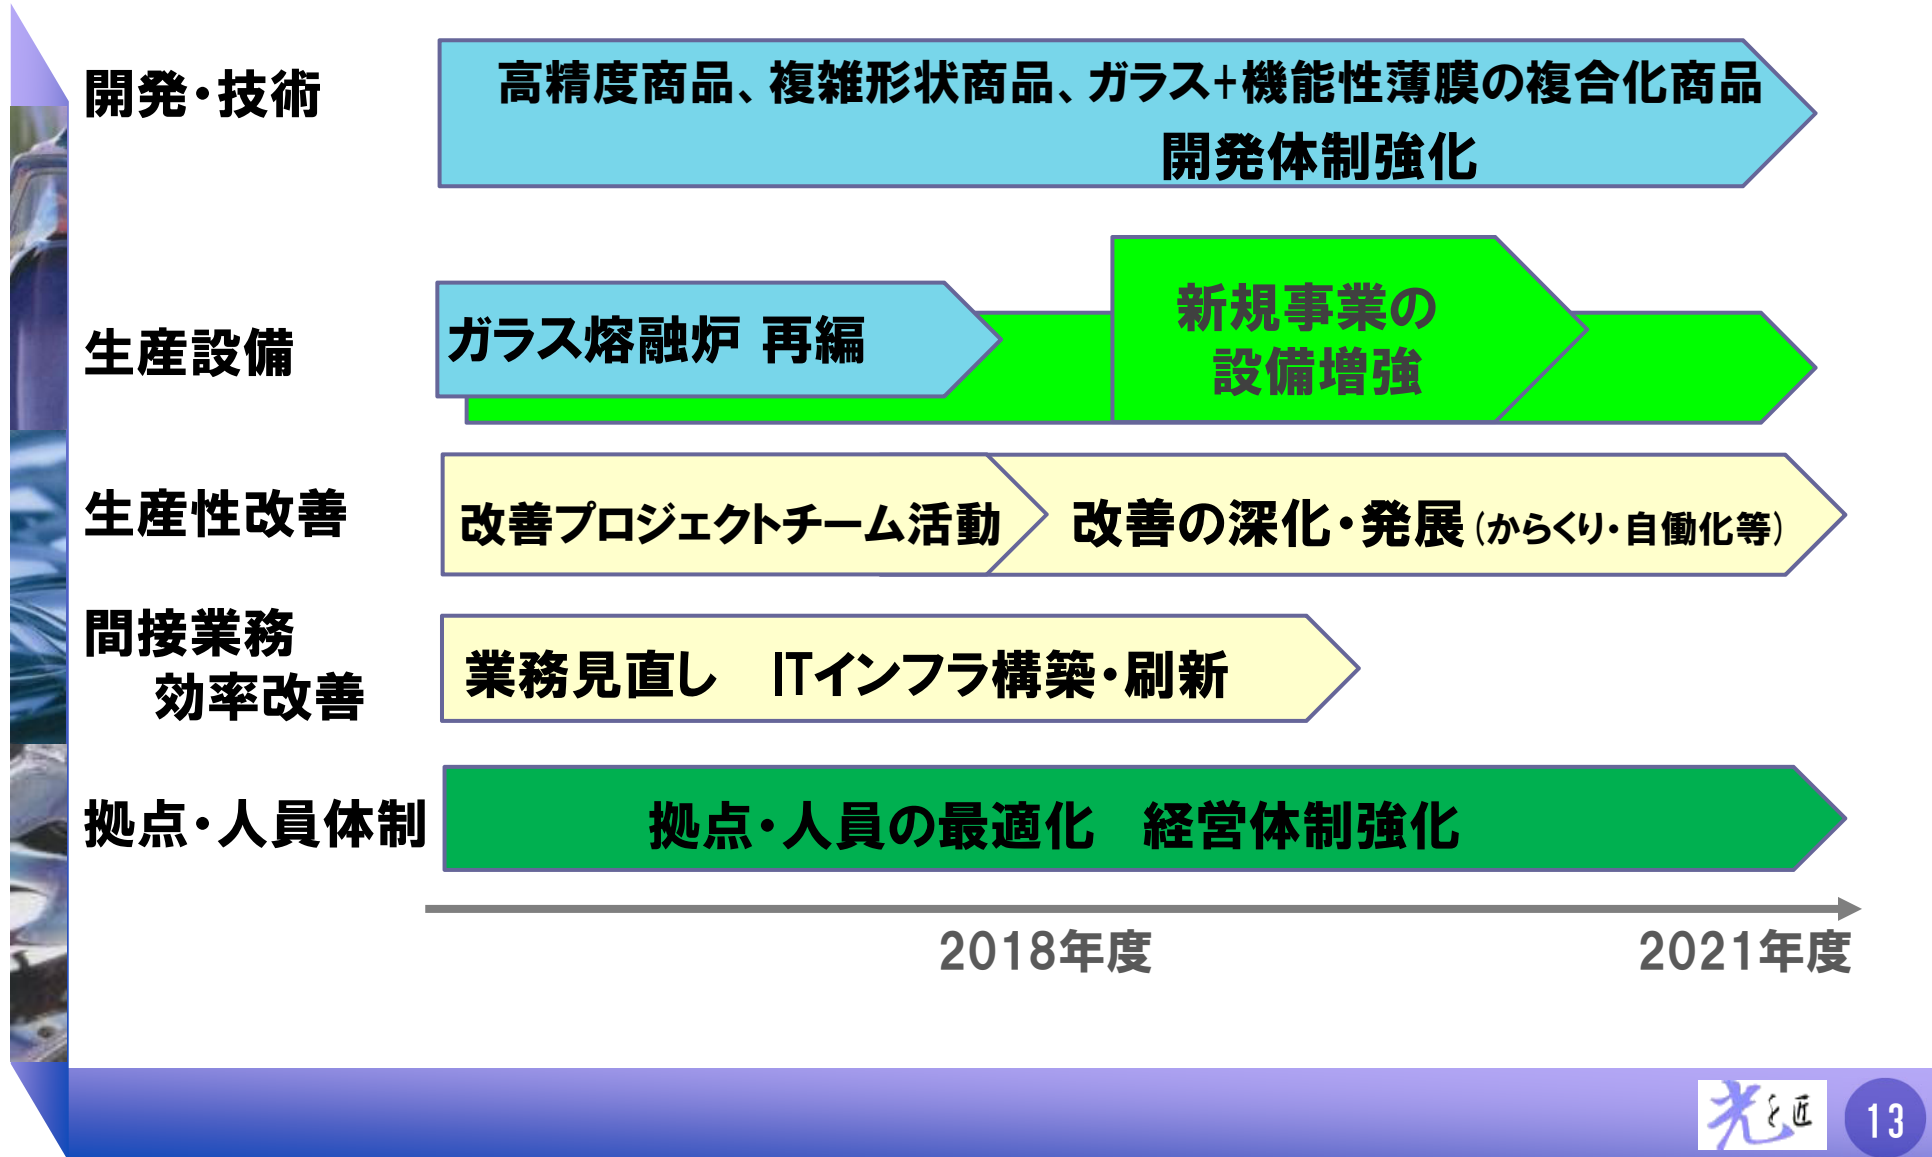 開発・技術
高精度商品、複雑形状商品、ガラス+機能性薄膜の複合化商品
開発体制強化
生産設備
ガラス熔融炉 再編
新規事業の
設備増強
生産性改善
改善プロジェクトチーム活動
改善の深化・発展(からくり・自働化等)
間接業務
効率改善
業務見直し　ITインフラ構築・刷新
拠点・人員体制
拠点・人員の最適化　経営体制強化
2018年度
2021年度
光を匠
13